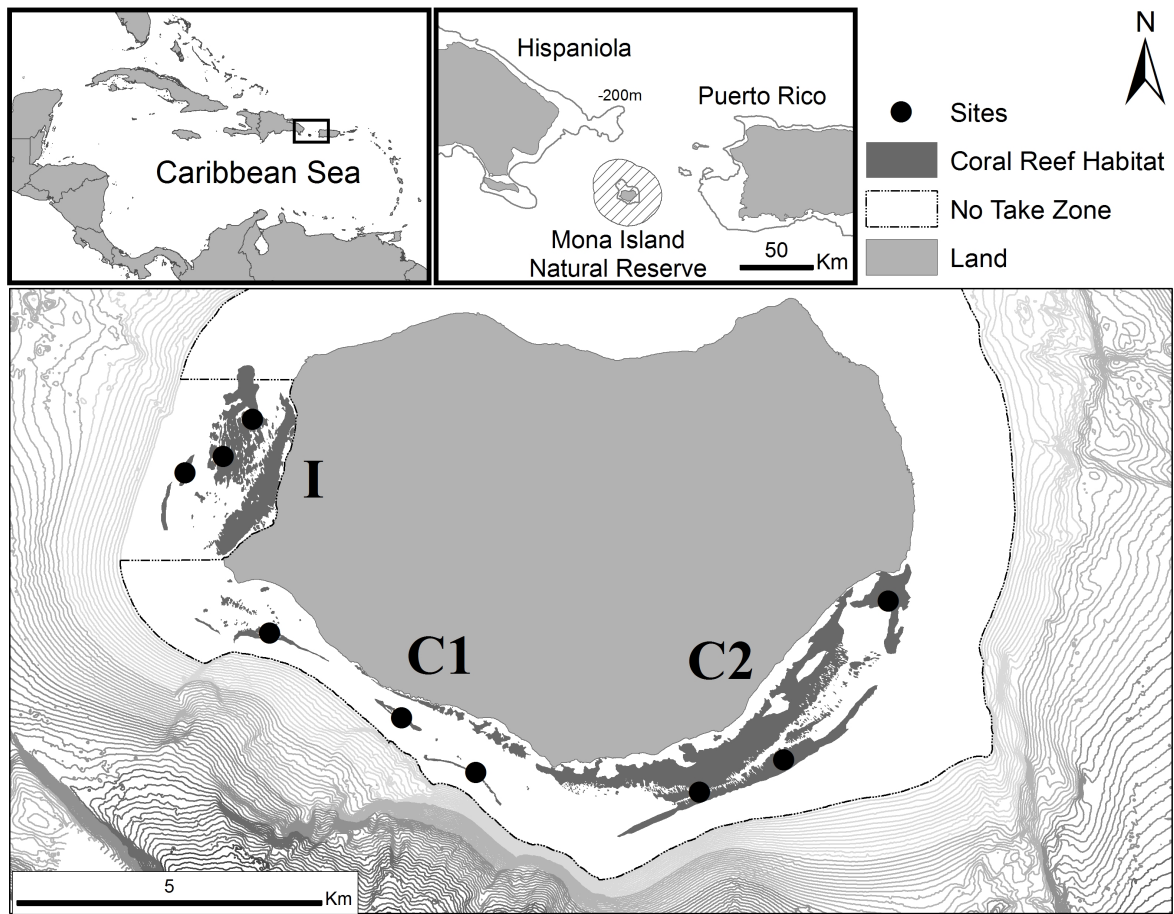 Caribbean Sea
Hispaniola
-200m
Puerto Rico
Mona Island
Natural Reserve
50
Km
N
Sites
Coral Reef Habitat
No Take Zone
Land
I
C1
C2
5
Km